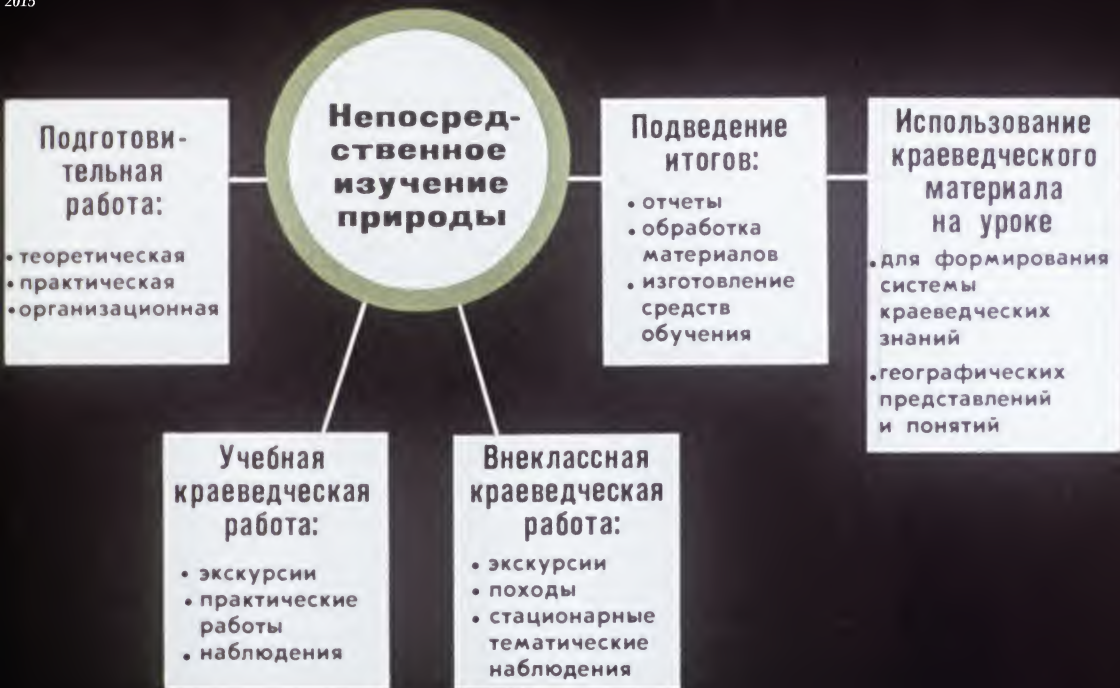 2015
Непосред-
ственное
изучение
природы
Подготови-
тельная
работа:
• теоретическая
• практическая
• организационная
Подведение
итогов:
• отчеты
• обработка
материалов
• изготовление
средств
обучения
Использование
краеведческого
материала
на уроке
• для формирования
системы
краеведческих
знаний
• географических
представлений
и понятий
Учебная
краеведческая
работа:
• экскурсии
• практические
работы
• наблюдения
Внеклассная
краеведческая
работа:
• экскурсии
• походы
• стационарные
тематические
наблюдения